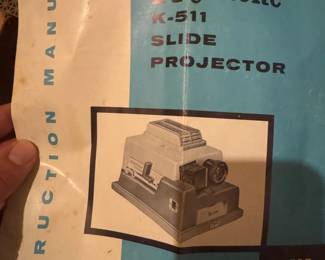 K-511
SLIDE
PROJECTOR
RUCTION MANU